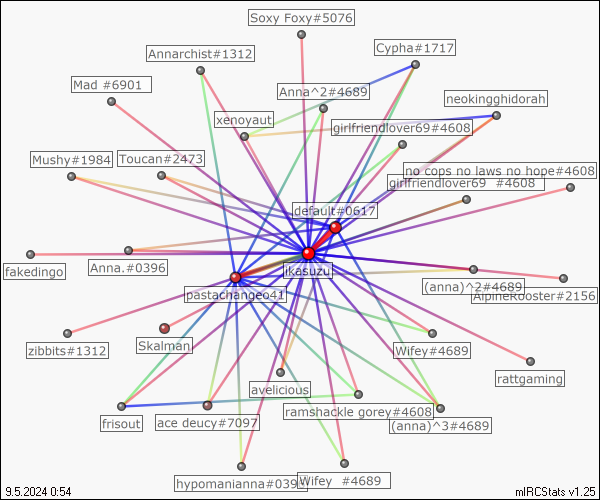 Soxy Foxy#5076
Annarchist#1312
Cypha#1717
Mad #6901
Anna^2#4689
neokingghidorah
xenoyaut
girlfriendlover69#4608
Mushy#1984
Toucan#2473
no cops no laws no hope#4608
girlfriendlover69 #4608
default#0617
fakedingo
Anna.#0396
ikasuzu
(anna)^2#4689
pastachangeo41
AlpineRooster#2156
zibbits#1312
Skalman
Wifey#4689
rattgaming
avelicious
frisout
ace deucy#7097
ramshackle gorey#4608
(anna)^3#4689
hypomanianna#039
Wifey #4689
9.5.2024 0:54
mIRCStats v1.25